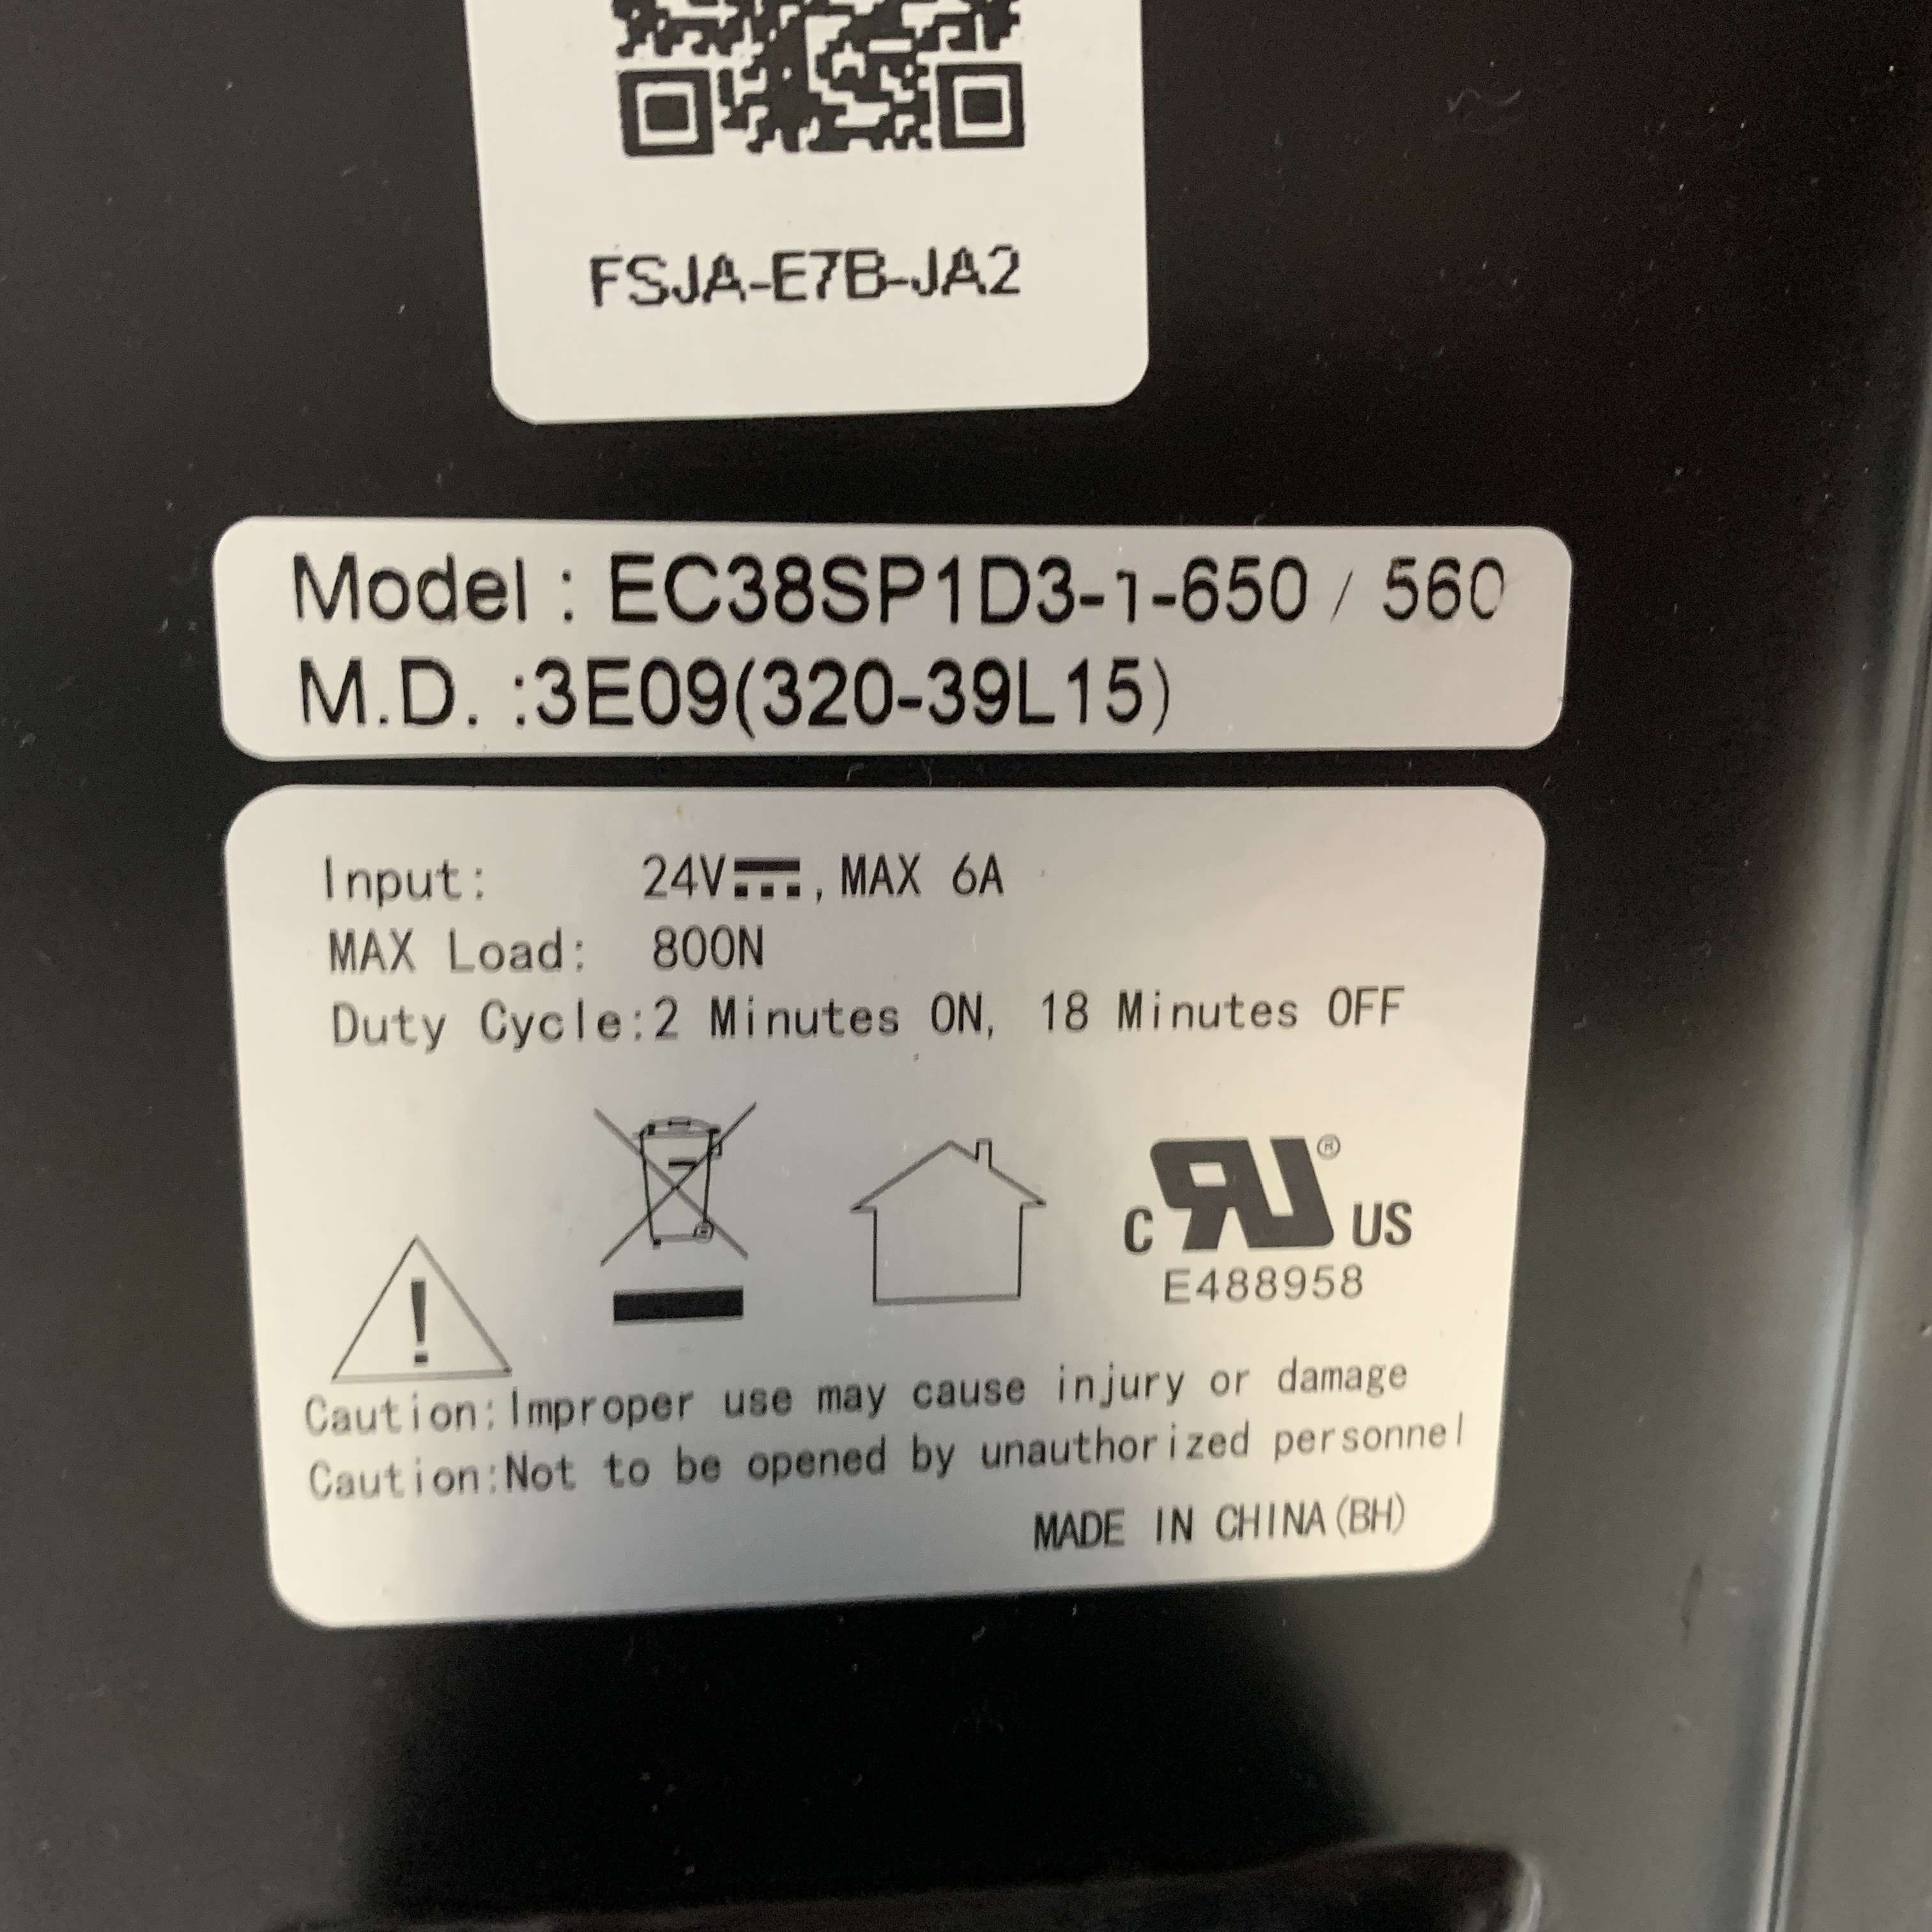 FSJA-E7B-JA2
Model : EC38SP1D3-1-650 / 560
M.D. :3E09(320-39L15)
Input: 24V⎓, MAX 6A
MAX Load: 800N
Duty Cycle:2 Minutes ON, 18 Minutes OFF
!
c RU ® US
E488958
Caution:Improper use may cause injury or damage
Caution:Not to be opened by unauthorized personnel
MADE IN CHINA(BH)